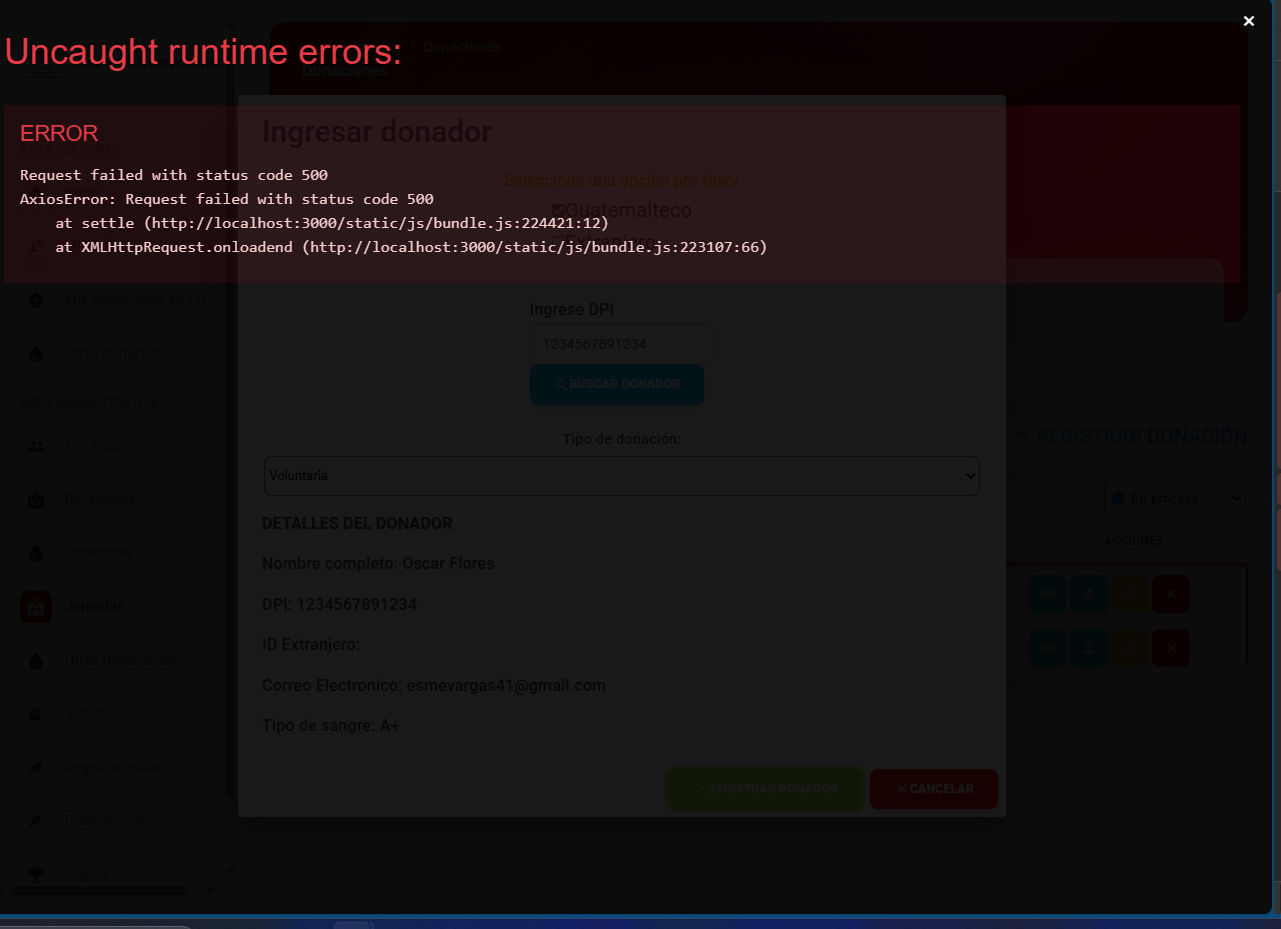 / Donaciones
Uncaught runtime errors:
Donaciones
Ingresar donador
ERROR
ÁREA PERSONAL
Request failed with status code 500
Seleccione una opción por favor
AxiosError: Request failed with status code 500
Guatemalteco
at settle (http://localhost:3000/static/js/bundle.js:224421:12)
Extranjero
at XMLHttpRequest.onloadend (http://localhost:3000/static/js/bundle.js:223107:66)
Mis donaciones en CR
Ingrese DPI
1234567891234
Otras donaciones
BUSCAR DONADOR
ÁREA ADMINISTRATIVA
Tipo de donación:
+ REGISTRAR DONACIÓN
Empleados
Voluntaria
Receptores
En proceso
DETALLES DEL DONADOR
ACCIONES
Donadores
Nombre completo: Oscar Flores
Jornadas
DPI: 1234567891234
ID Extranjero:
Otras Donaciones
Correo Electronico: esmevargas41@gmail.com
Sign In
Tipo de sangre: A+
Registrar usuario
REGISTRAR DONADOR
CANCELAR
Publicaciones
Logros